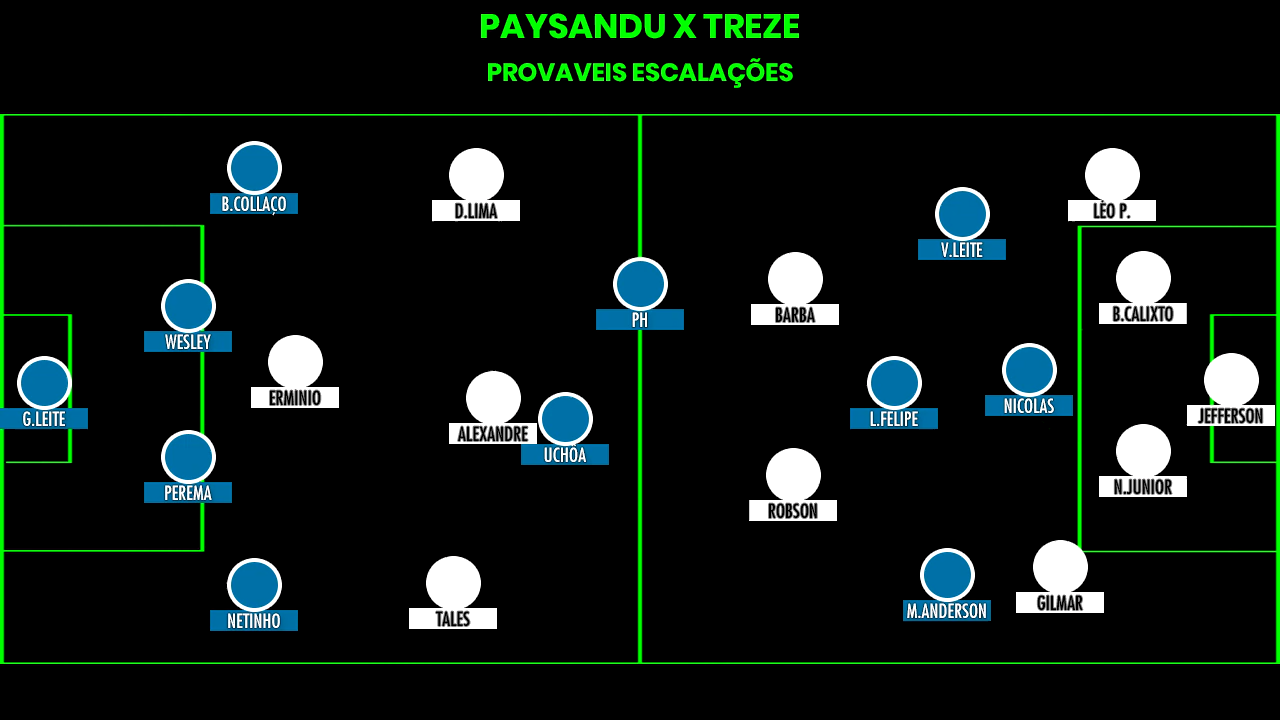 PAYSANDU X TREZE
PROVAVEIS ESCALAÇÕES
B.COLLAÇO
D.LIMA
LÉO P.
V.LEITE
B.CALIXTO
BARBA
PH
WESLEY
ERMINIO
NICOLAS
JEFFERSON
G.LEITE
L.FELIPE
ALEXANDRE
UCHÔA
N.JUNIOR
PEREMA
ROBSON
GILMAR
M.ANDERSON
TALES
NETINHO